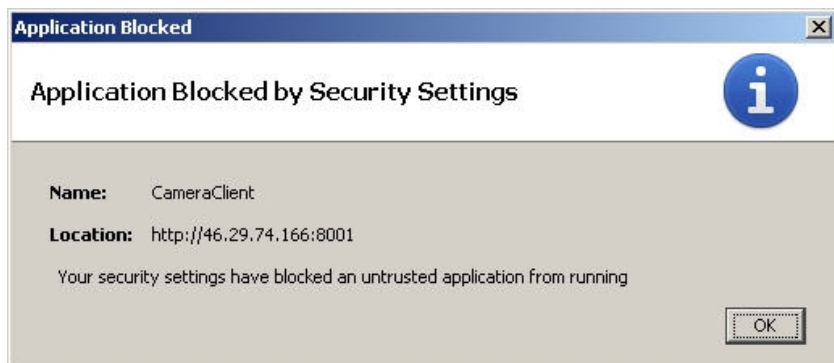 Application Blocked
Application Blocked by Security Settings
Name: CameraClient
Location: http://46.29.74.166:8001
Your security settings have blocked an untrusted application from running
OK